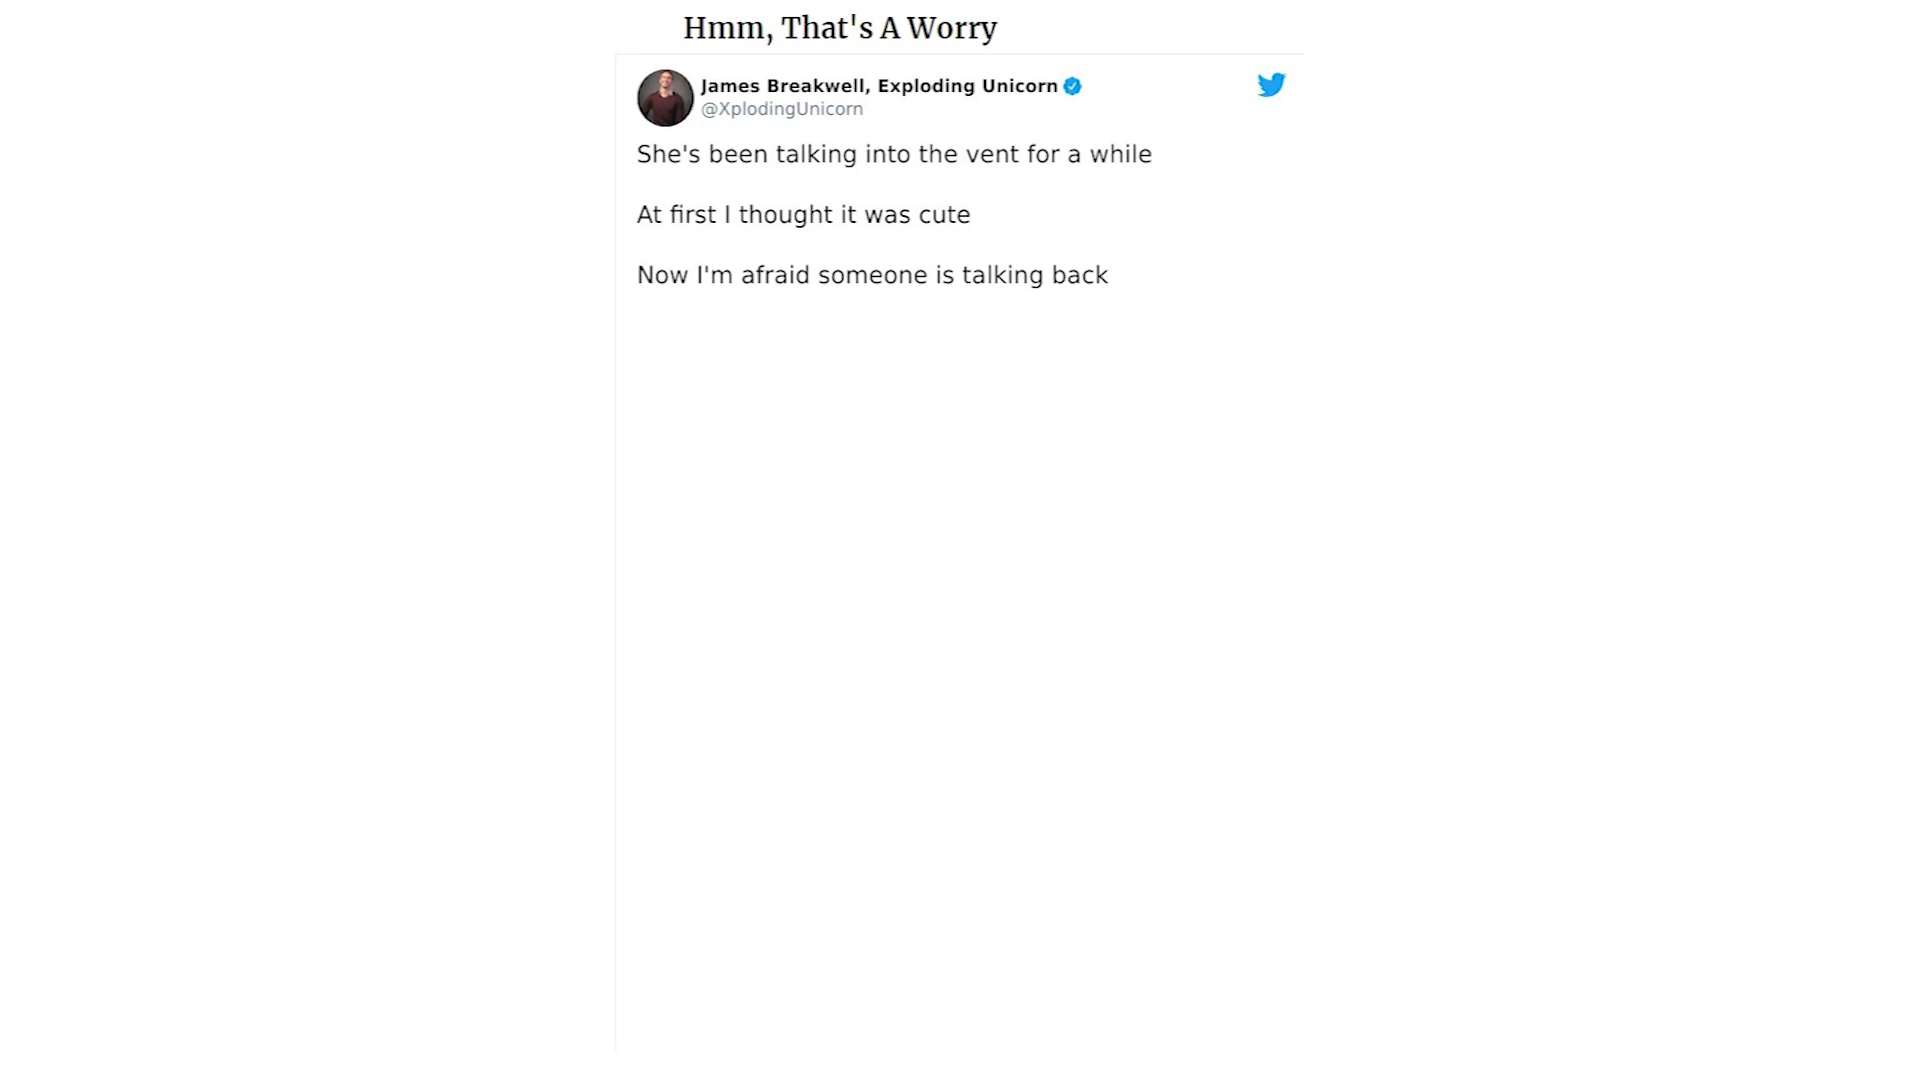 Hmm, That's A Worry
James Breakwell, Exploding Unicorn
@XplodingUnicorn
She's been talking into the vent for a while
At first I thought it was cute
Now I'm afraid someone is talking back